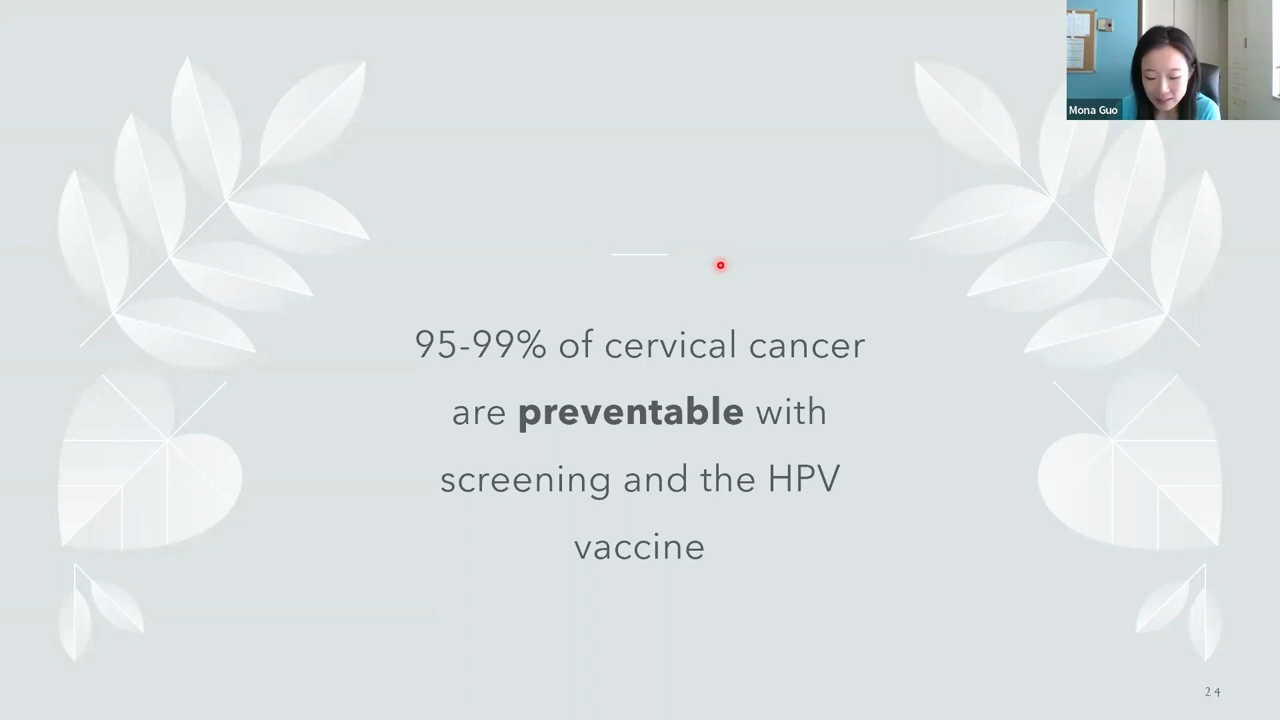 Mona Guo
95-99% of cervical cancer
are preventable with
screening and the HPV
vaccine
24